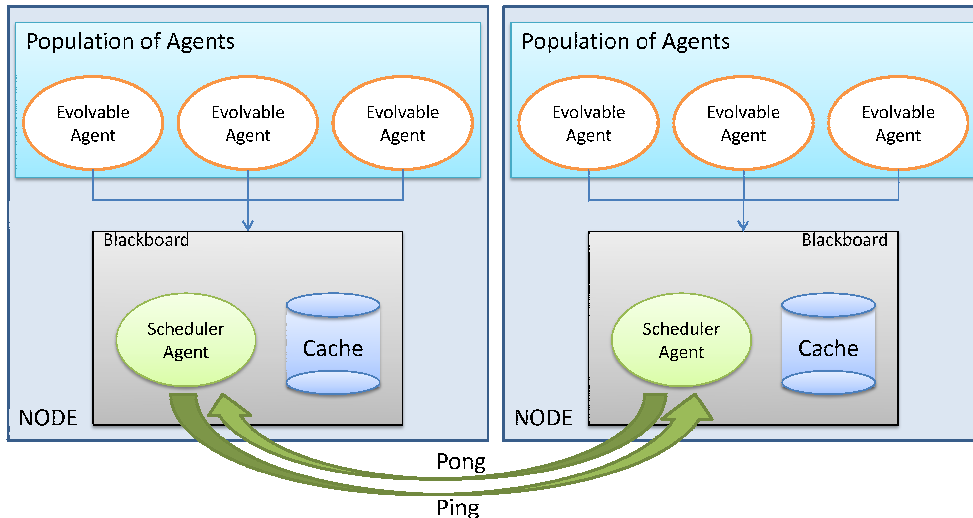 Population of Agents
Evolvable
Agent
Evolvable
Agent
Evolvable
Agent
Blackboard
Scheduler
Agent
Cache
NODE
Population of Agents
Evolvable
Agent
Evolvable
Agent
Evolvable
Agent
Blackboard
Scheduler
Agent
Cache
NODE
Pong
Ping